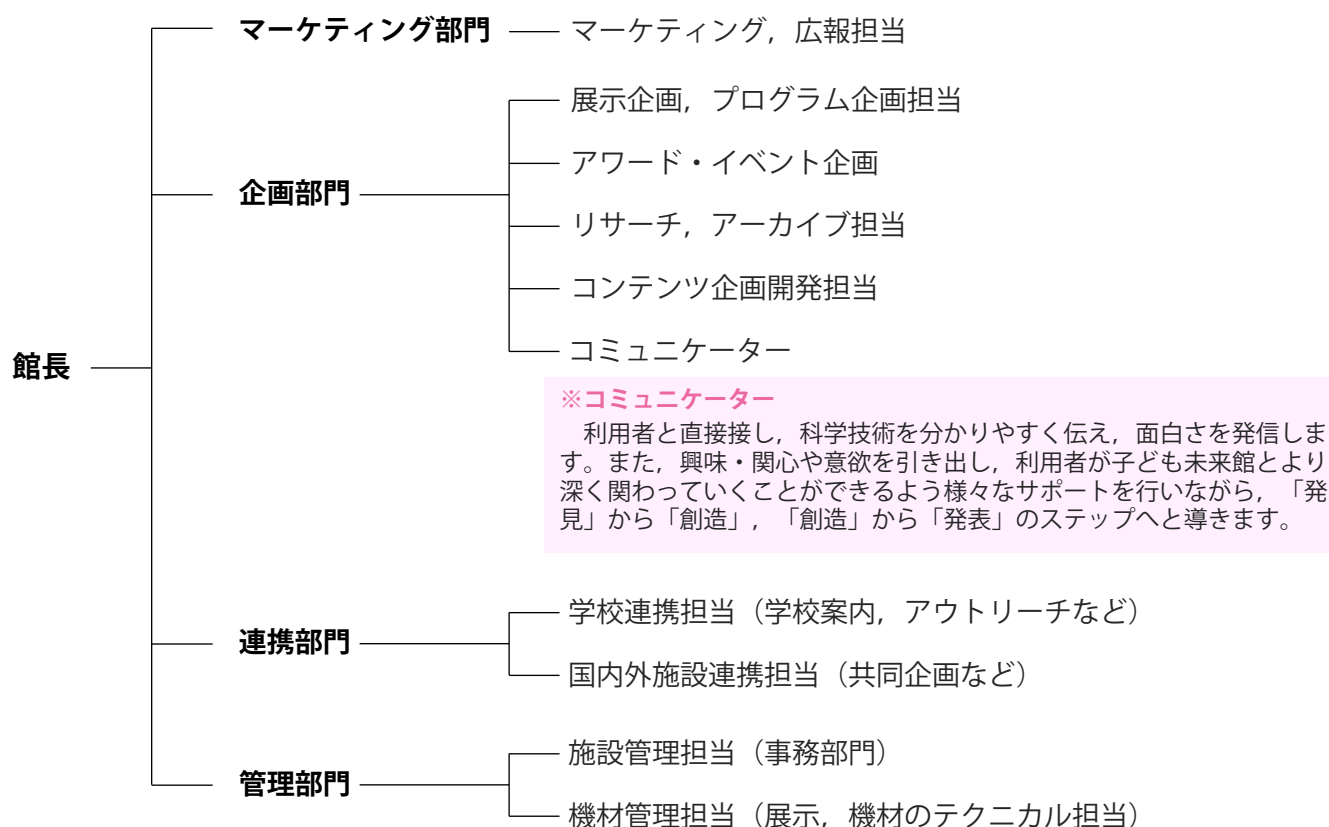 マーケティング部門 マーケティング，広報担当
展示企画，プログラム企画担当
アワード・イベント企画
企画部門
リサーチ，アーカイブ担当
コンテンツ企画開発担当
コミュニケーター
館長
※コミュニケーター
　利用者と直接接し，科学技術を分かりやすく伝え，面白さを発信しま
す。また，興味・関心や意欲を引き出し，利用者が子ども未来館とより
深く関わっていくことができるよう様々なサポートを行いながら，「発
見」から「創造」，「創造」から「発表」のステップへと導きます。
学校連携担当（学校案内，アウトリーチなど）
連携部門
国内外施設連携担当（共同企画など）
施設管理担当（事務部門）
管理部門
機材管理担当（展示，機材のテクニカル担当）